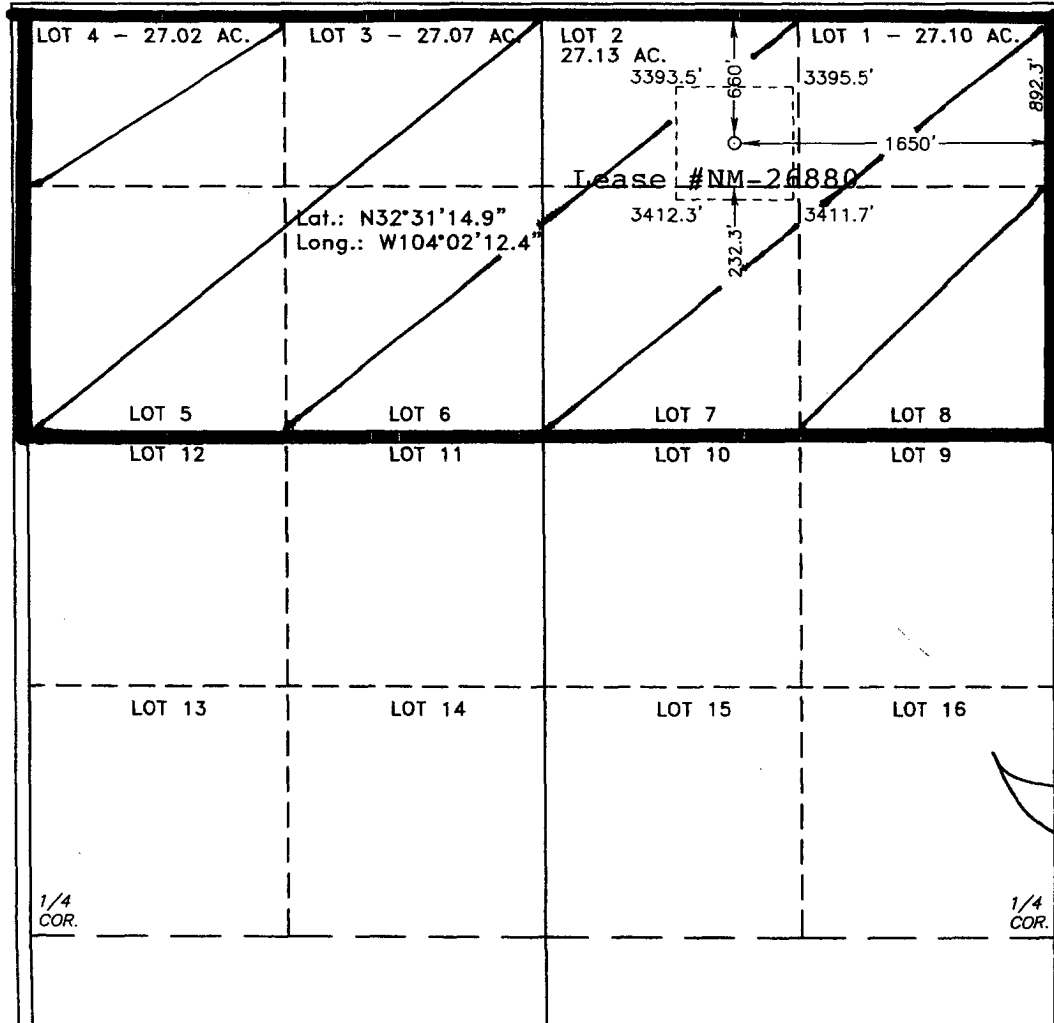 LOT 4 – 27.02 AC.
LOT 3 – 27.07 AC.
LOT 2
27.13 AC.
LOT 1 – 27.10 AC.
3393.5'
660'
3395.5'
892.3'
1650'
Lease #NM-26880
3412.3'
232.3'
3411.7'
Lat.: N32°31'14.9"
Long.: W104°02'12.4"
LOT 5
LOT 6
LOT 7
LOT 8
LOT 12
LOT 11
LOT 10
LOT 9
LOT 13
LOT 14
LOT 15
LOT 16
1/4
COR.
1/4
COR.